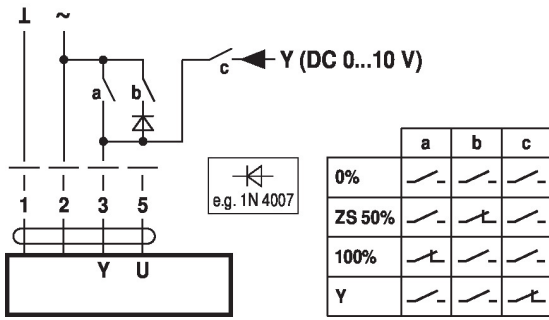 ⊥ ~
a b c Y (DC 0...10 V)
1 2 3 5
Y U
e.g. 1N 4007
a b c
0%
ZS 50%
100%
Y